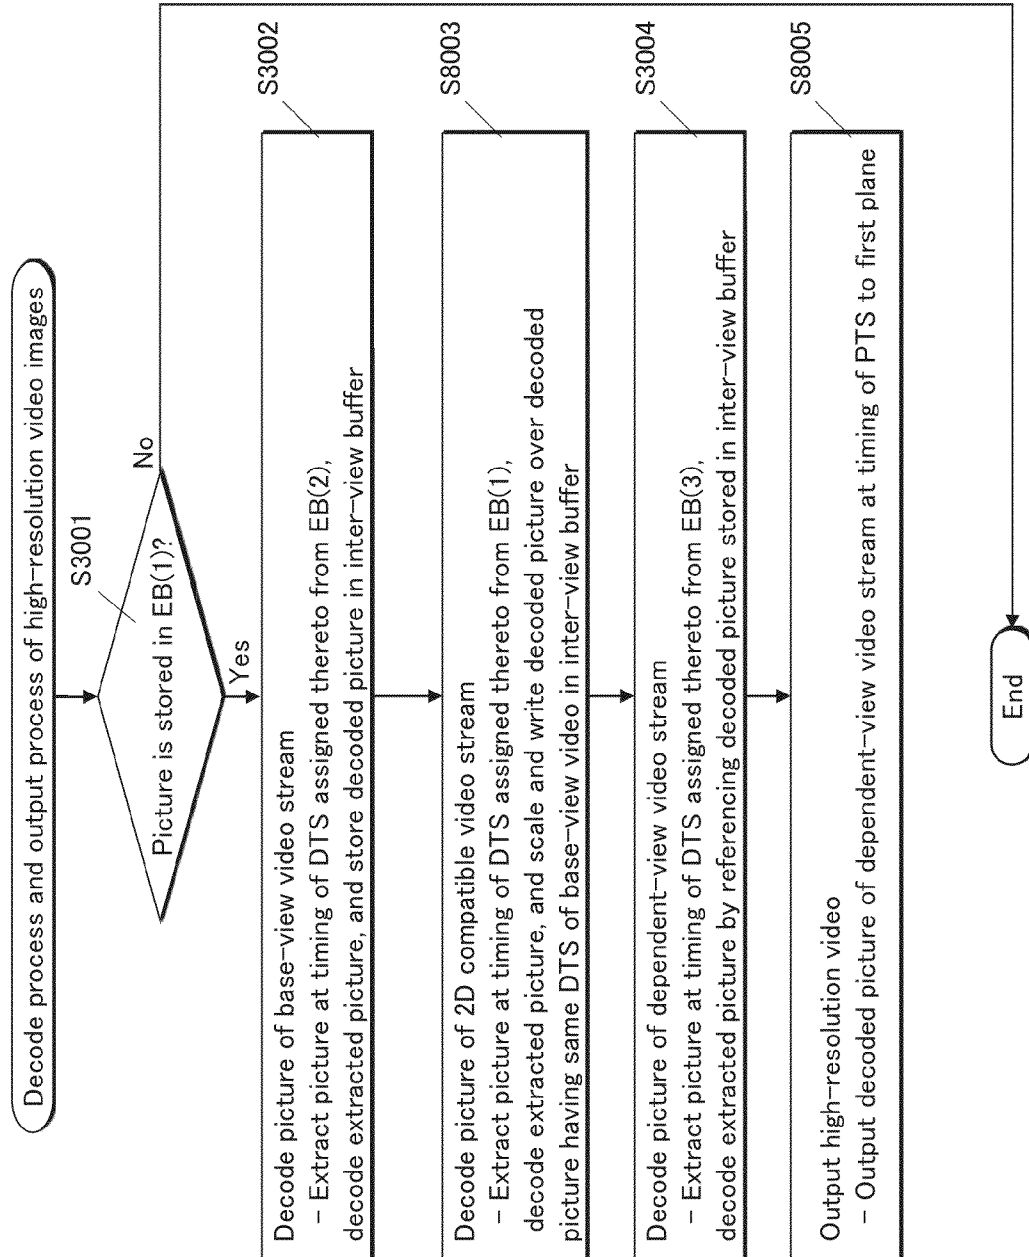 Decode process and output process of high-resolution video images
S3001
Picture is stored in EB(1)?
No
Yes
S3002
Decode picture of base-view video stream
- Extract picture at timing of DTS assigned thereto from EB(2),
decode extracted picture, and store decoded picture in inter-view buffer
S8003
Decode picture of 2D compatible video stream
- Extract picture at timing of DTS assigned thereto from EB(1),
decode extracted picture, and scale and write decoded picture over decoded
picture having same DTS of base-view video in inter-view buffer
S3004
Decode picture of dependent-view video stream
- Extract picture at timing of DTS assigned thereto from EB(3),
decode extracted picture by referencing decoded picture stored in inter-view buffer
S8005
Output high-resolution video
- Output decoded picture of dependent-view video stream at timing of PTS to first plane
End